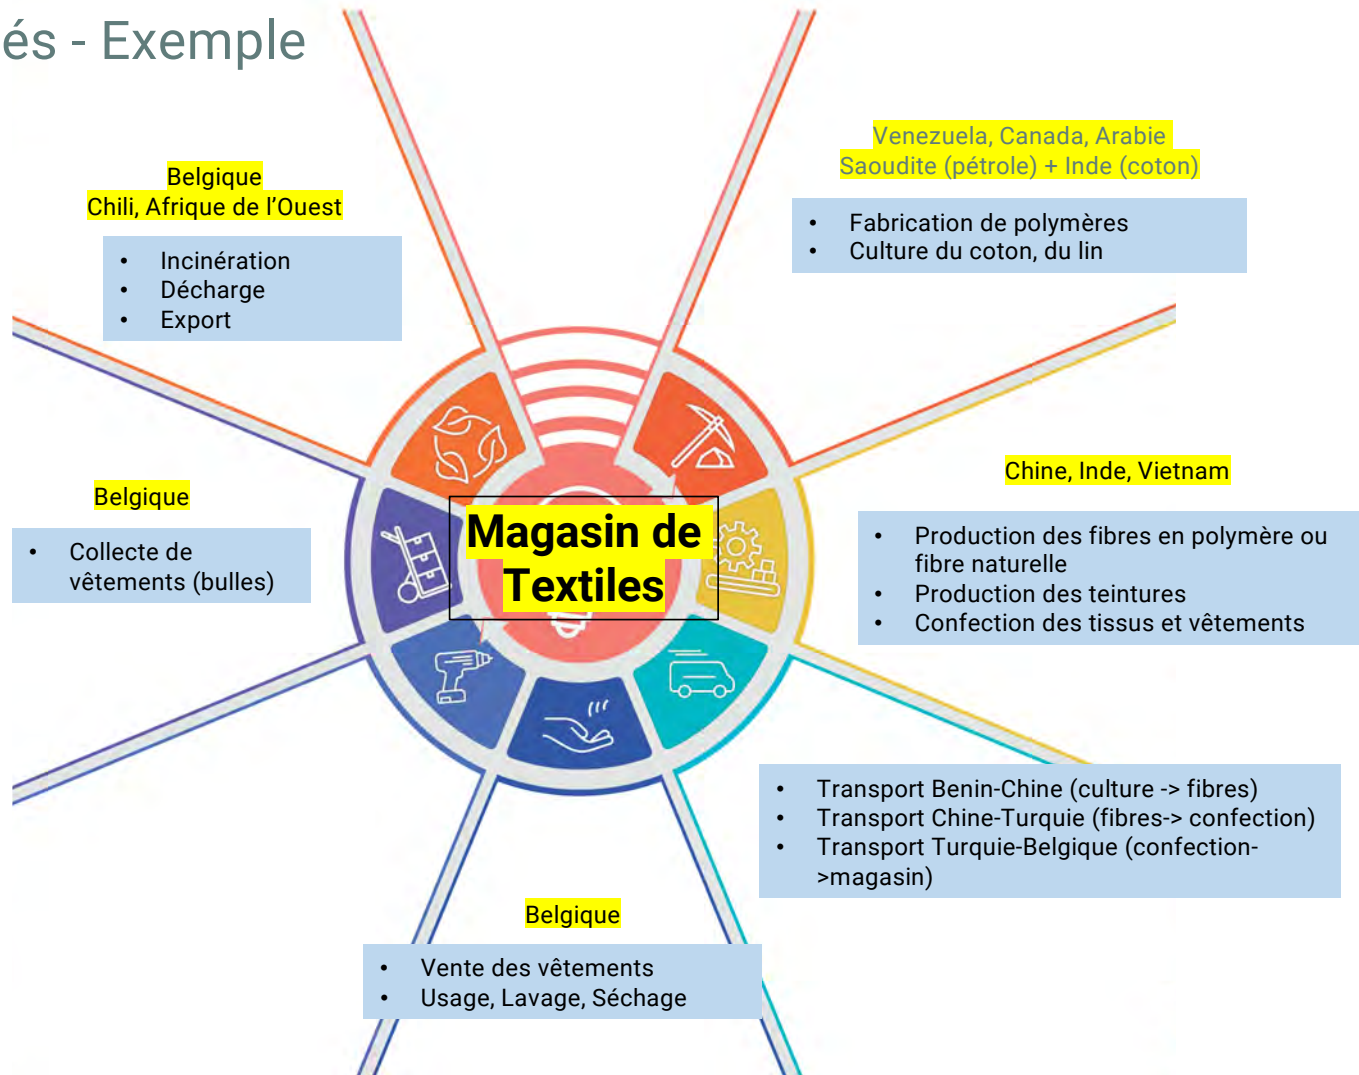 és - Exemple
Venezuela, Canada, Arabie
Saoudite (pétrole) + Inde (coton)
• Fabrication de polymères
• Culture du coton, du lin
Belgique
Chili, Afrique de l’Ouest
• Incinération
• Décharge
• Export
Chine, Inde, Vietnam
• Production des fibres en polymère ou
fibre naturelle
• Production des teintures
• Confection des tissus et vêtements
Belgique
• Collecte de
vêtements (bulles)
Magasin de
Textiles
• Transport Benin-Chine (culture -> fibres)
• Transport Chine-Turquie (fibres-> confection)
• Transport Turquie-Belgique (confection-
>magasin)
Belgique
• Vente des vêtements
• Usage, Lavage, Séchage